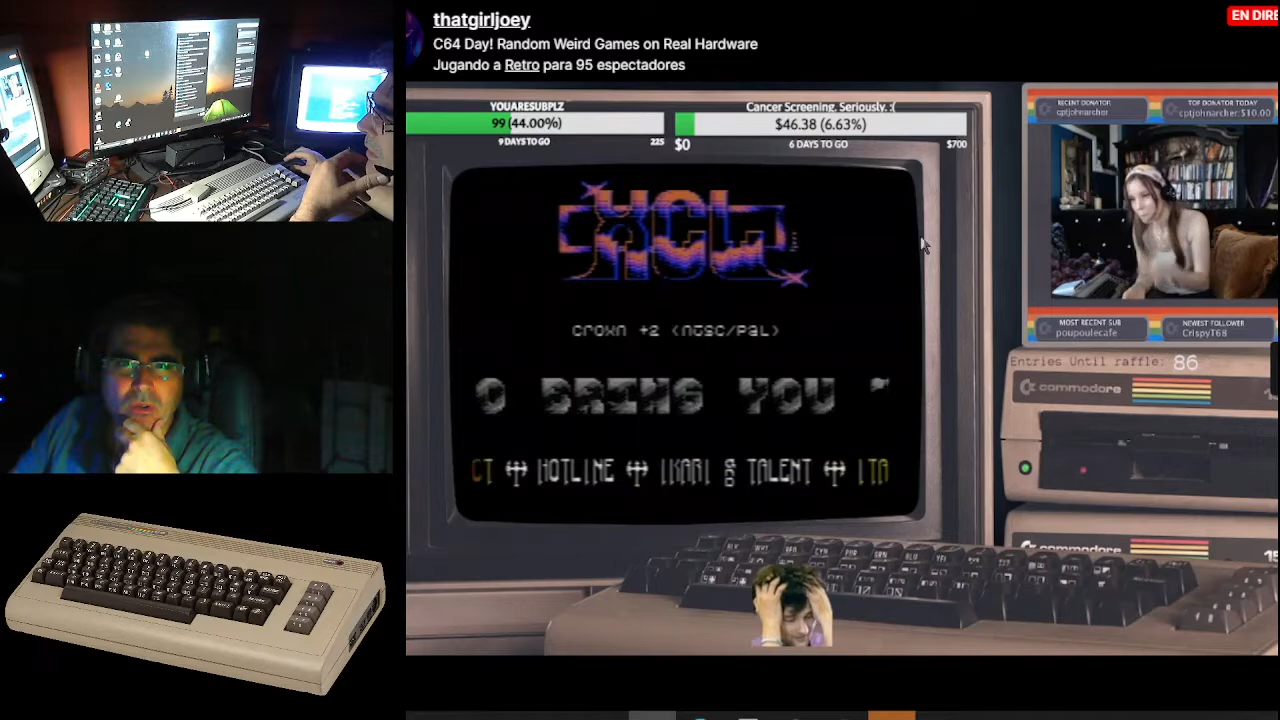 thatgirljoey
EN DIRE
C64 Day! Random Weird Games on Real Hardware
Jugando a Retro para 95 espectadores
YOUARESUBPLZ
99 (44.00%)
9 DAYS TO GO
225
Cancer Screening. Seriously. :(
$46.38 (6.63%)
$0
6 DAYS TO GO
$700
RECENT DONATOR
cptjohnarcher
TOP DONATOR TODAY
cptjohnarcher:$10.00
crown +2 (ntsc/pal)
O BRING YOU "
CT HOTLINE IKARI TALENT ITA
MOST RECENT SUB
poupoulecafe
NEWEST FOLLOWER
CrispyT68
Entries Until raffle: 86
commodore
commodore